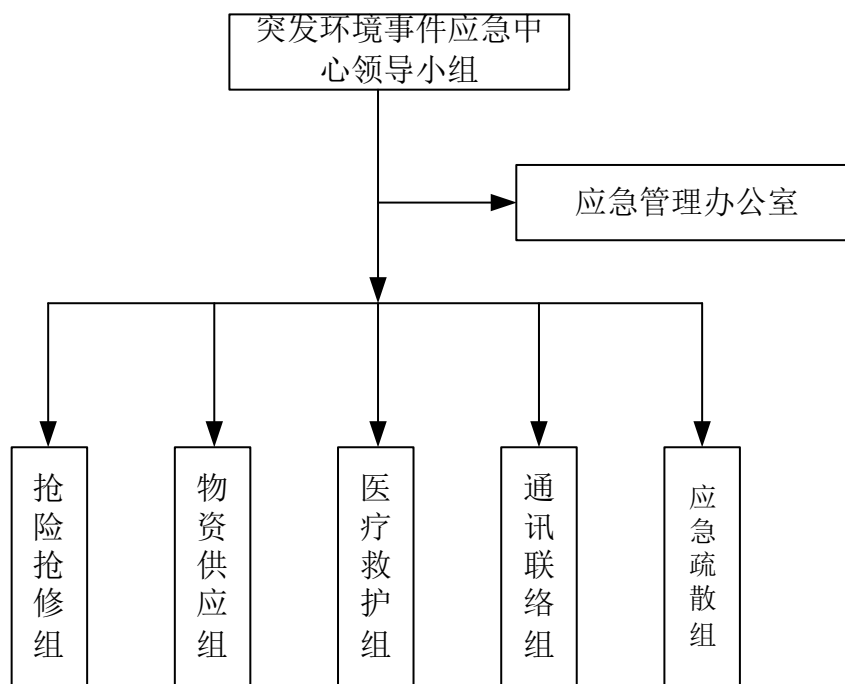 突发环境事件应急中
心领导小组
应急管理办公室
抢险抢修组
物资供应组
医疗救护组
通讯联络组
应急疏散组